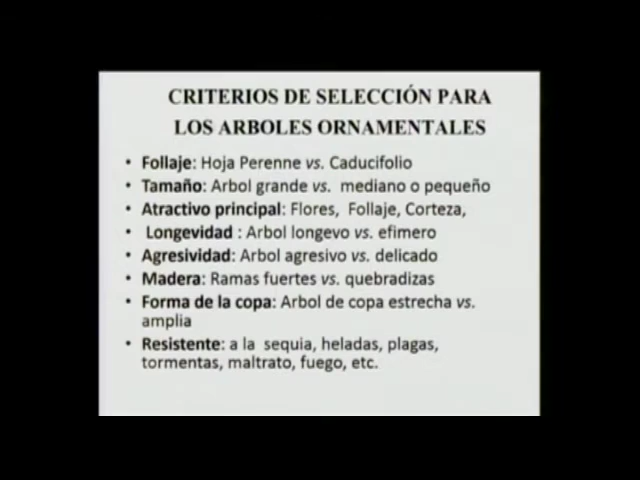 CRITERIOS DE SELECCIÓN PARA
LOS ARBOLES ORNAMENTALES
• Follaje: Hoja Perenne vs. Caducifolio
• Tamaño: Arbol grande vs. mediano o pequeño
• Atractivo principal: Flores, Follaje, Corteza,
• Longevidad : Arbol longevo vs. efimero
• Agresividad: Arbol agresivo vs. delicado
• Madera: Ramas fuertes vs. quebradizas
• Forma de la copa: Arbol de copa estrecha vs.
amplia
• Resistente: a la sequia, heladas, plagas,
tormentas, maltrato, fuego, etc.